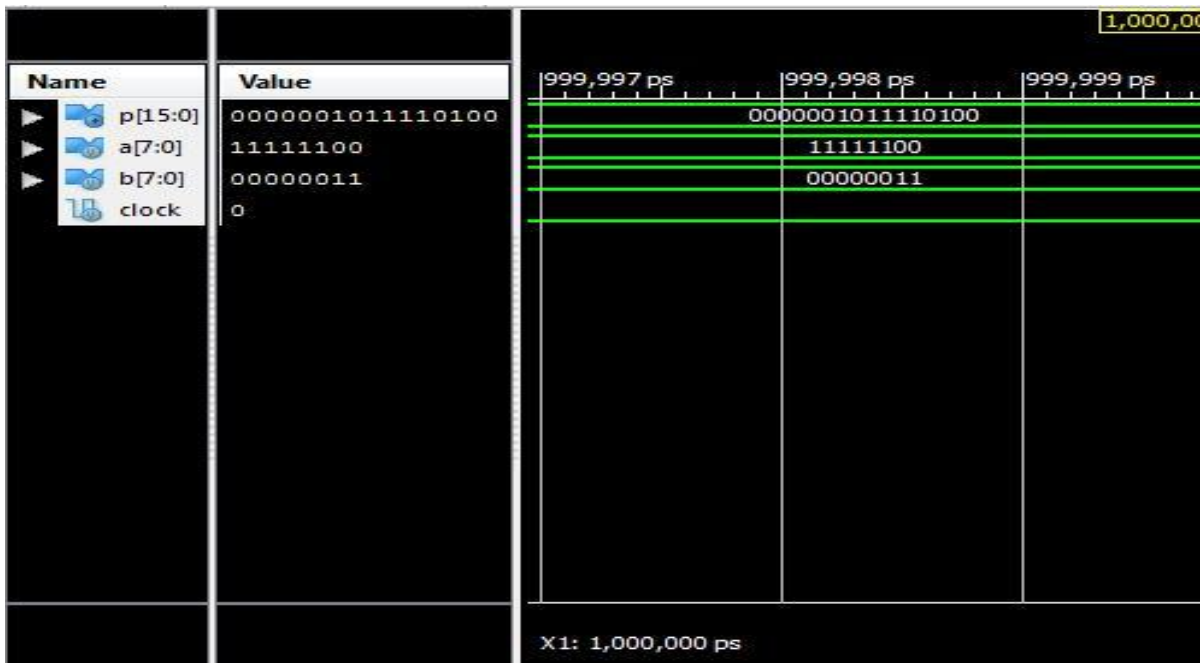 1,000,00
Name Value 999,997 ps 999,998 ps 999,999 ps
p[15:0] 0000001011110100 0000001011110100
a[7:0] 11111100 11111100
b[7:0] 00000011 00000011
clock 0
X1: 1,000,000 ps